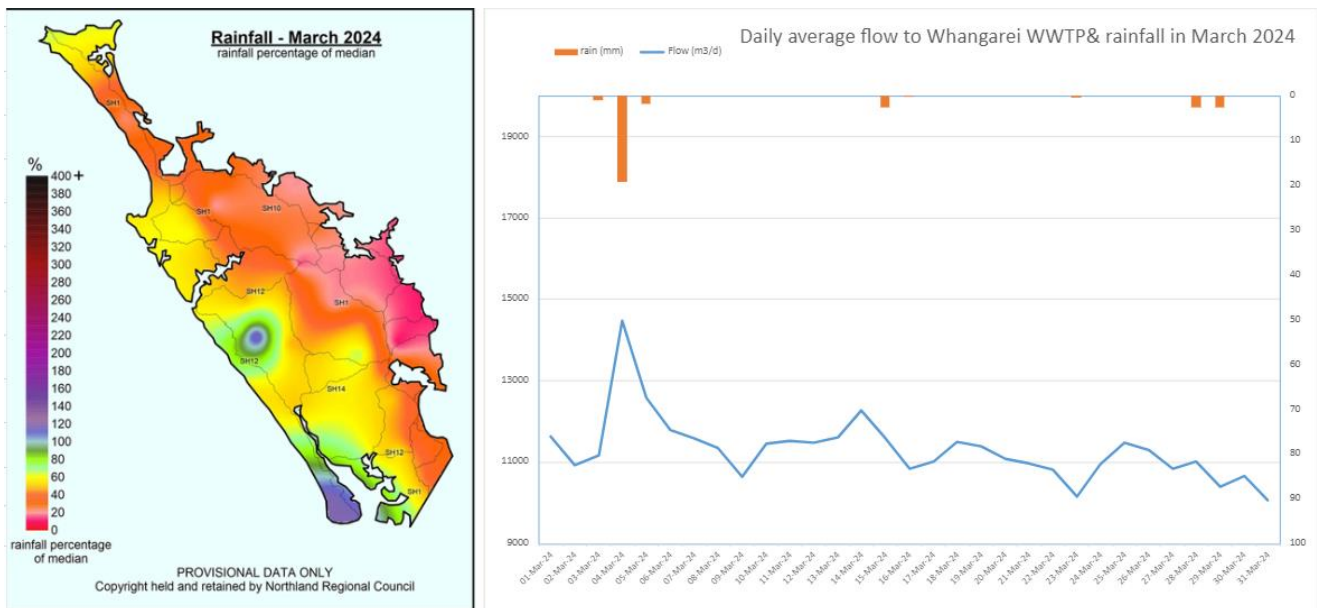 Rainfall - March 2024
rainfall percentage of median
%
400 +
380
360
340
320
300
280
260
240
220
200
180
160
140
120
100
80
60
40
20
0
rainfall percentage
of median
SH1
SH1
SH10
SH12
SH1
SH12
SH14
SH12
SH1
PROVISIONAL DATA ONLY
Copyright held and retained by Northland Regional Council
Daily average flow to Whangarei WWTP& rainfall in March 2024
rain (mm)
Flow (m3/d)
19000
17000
15000
13000
11000
9000
0
10
20
30
40
50
60
70
80
90
100
01-Mar-24
02-Mar-24
03-Mar-24
04-Mar-24
05-Mar-24
06-Mar-24
07-Mar-24
08-Mar-24
09-Mar-24
10-Mar-24
11-Mar-24
12-Mar-24
13-Mar-24
14-Mar-24
15-Mar-24
16-Mar-24
17-Mar-24
18-Mar-24
19-Mar-24
20-Mar-24
21-Mar-24
22-Mar-24
23-Mar-24
24-Mar-24
25-Mar-24
26-Mar-24
27-Mar-24
28-Mar-24
29-Mar-24
30-Mar-24
31-Mar-24